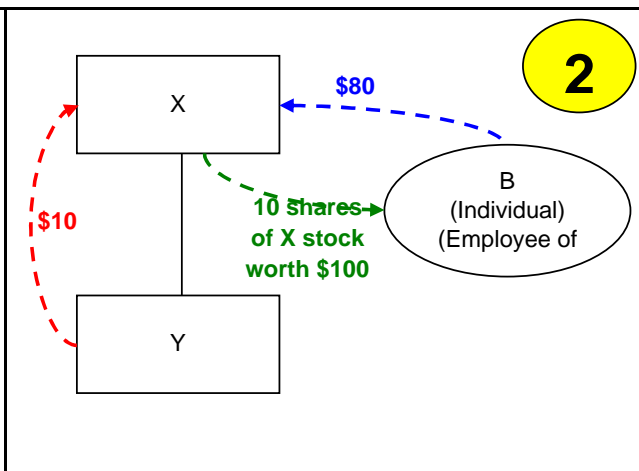 2
X
$80
B
(Individual)
(Employee of
10 shares
of X stock
worth $100
$10
Y